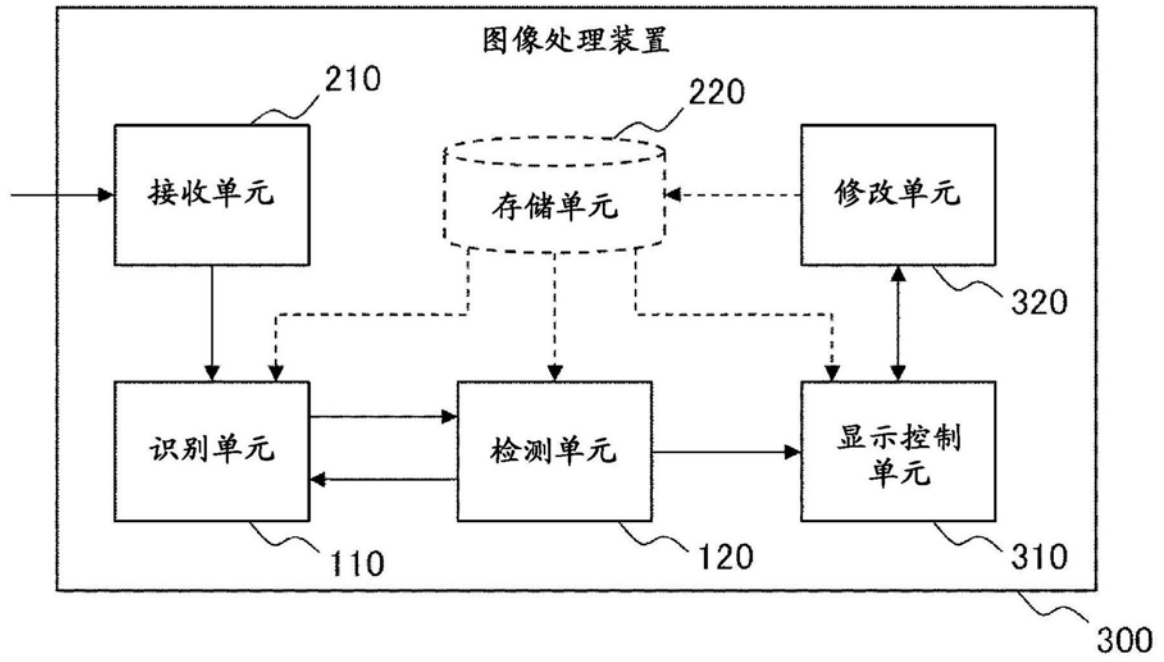 图像处理装置
210
220
接收单元
存储单元
修改单元
320
识别单元
检测单元
显示控制
单元
110
120
310
300